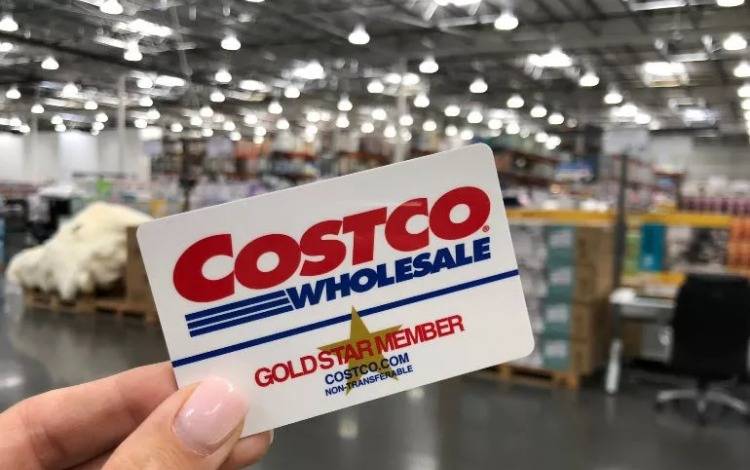 COSTCO
WHOLESALE
GOLD STAR MEMBER
COSTCO.COM
NON-TRANSFERABLE